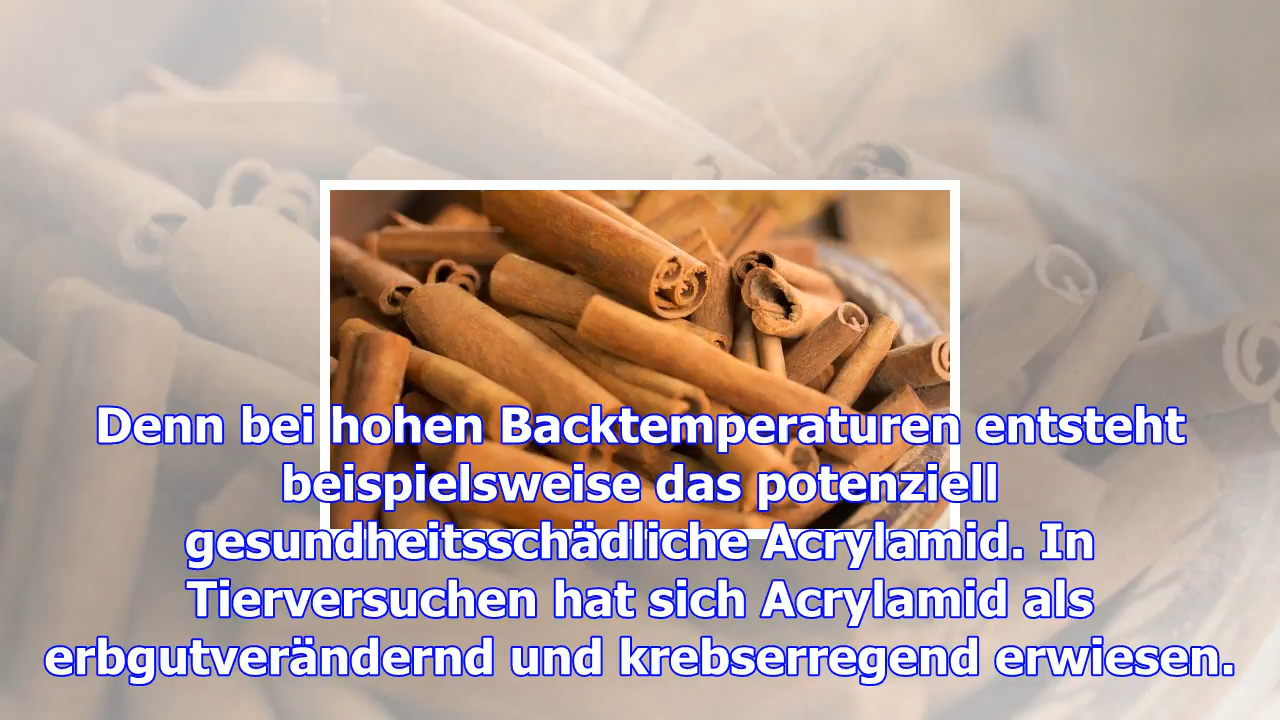 Denn bei hohen Backtemperaturen entsteht
beispielsweise das potenziell
gesundheitsschädliche Acrylamid. In
Tierversuchen hat sich Acrylamid als
erbgutverändernd und krebserregend erwiesen.